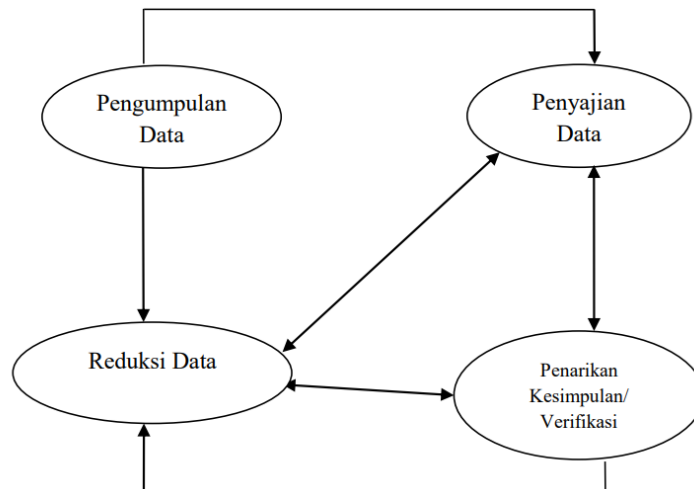 Pengumpulan
Data
Penyajian
Data
Reduksi Data
Penarikan
Kesimpulan/
Verifikasi